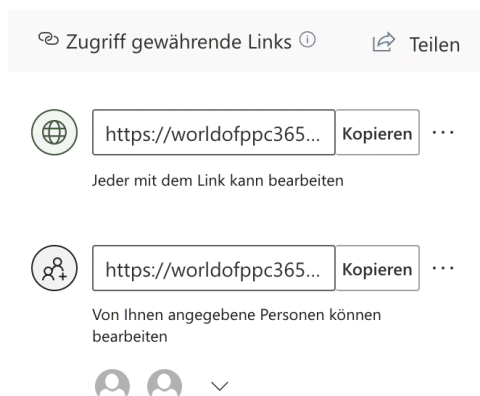 Zugriff gewährende Links
Teilen
https://worldofppc365...
Kopieren
Jeder mit dem Link kann bearbeiten
https://worldofppc365...
Kopieren
Von Ihnen angegebene Personen können
bearbeiten